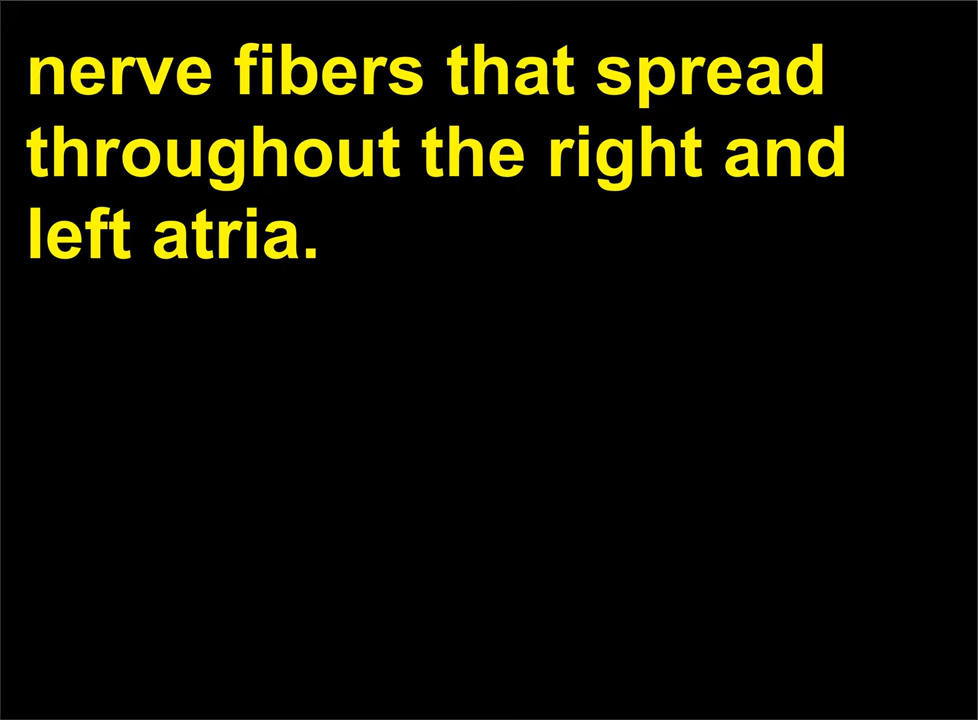 nerve fibers that spread
throughout the right and
left atria.